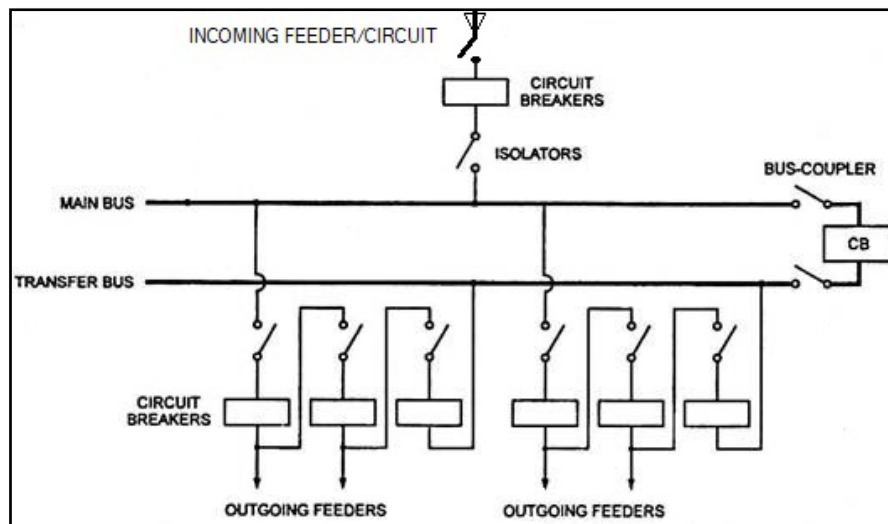 INCOMING FEEDER/CIRCUIT
CIRCUIT
BREAKERS
ISOLATORS
BUS-COUPLER
MAIN BUS
CB
TRANSFER BUS
CIRCUIT
BREAKERS
OUTGOING FEEDERS
OUTGOING FEEDERS